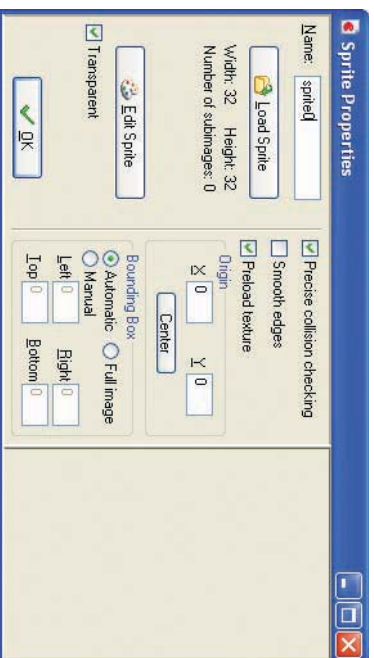 Sprite Properties
Name: sprite0
Load Sprite
Width: 32 Height: 32
Number of subimages: 0
Edit Sprite
Transparent
OK
Precise collision checking
Smooth edges
Preload texture
Origin
X 0 Y 0
Center
Bounding Box
Automatic Full image
Manual
Left 0 Right 0
Top 0 Bottom 0